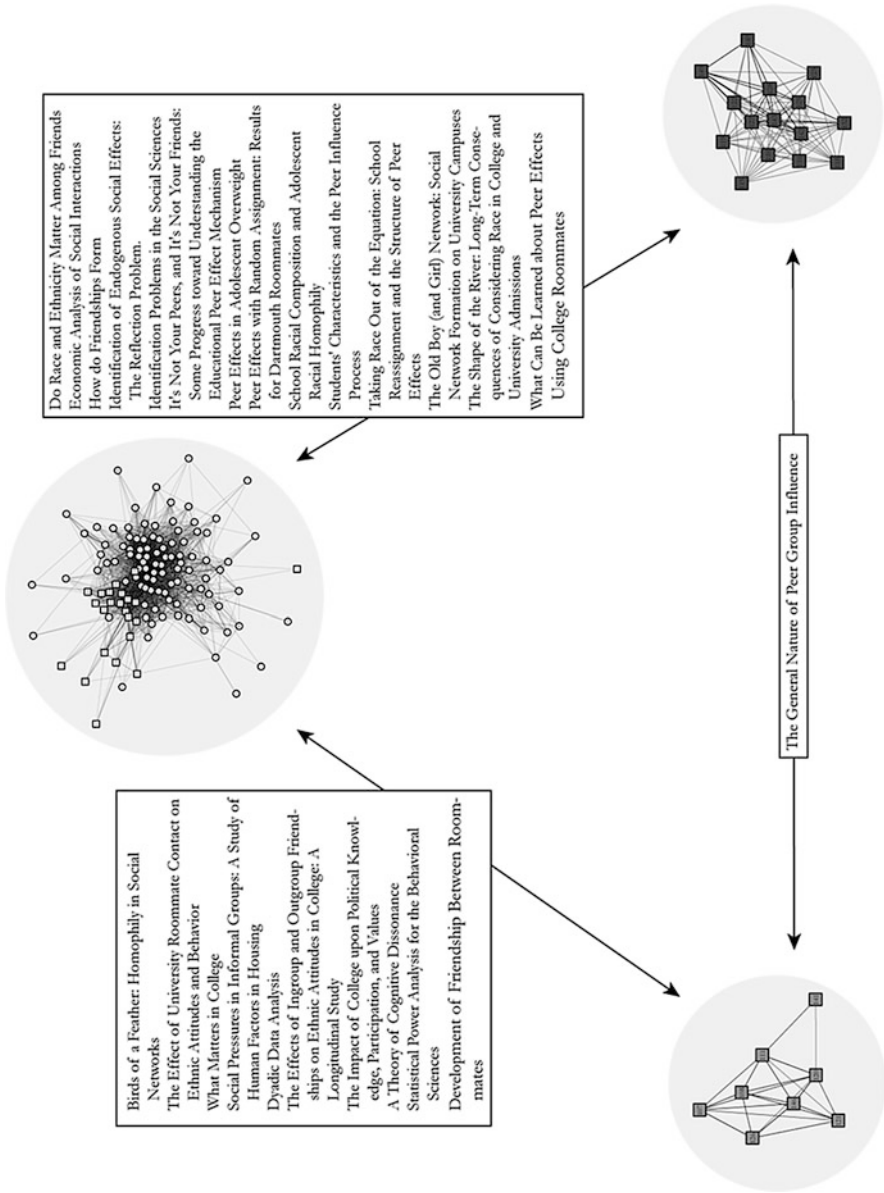 Do Race and Ethnicity Matter Among Friends
Economic Analysis of Social Interactions
How do Friendships Form
Identification of Endogenous Social Effects:
The Reflection Problem.
Identification Problems in the Social Sciences
It's Not Your Peers, and It's Not Your Friends:
Some Progress toward Understanding the
Educational Peer Effect Mechanism
Peer Effects in Adolescent Overweight
Peer Effects with Random Assignment: Results
for Dartmouth Roommates
School Racial Composition and Adolescent
Racial Homophily
Students' Characteristics and the Peer Influence
Process
Taking Race Out of the Equation: School
Reassignment and the Structure of Peer
Effects
The Old Boy (and Girl) Network: Social
Network Formation on University Campuses
The Shape of the River: Long-Term Conse-
quences of Considering Race in College and
University Admissions
What Can Be Learned about Peer Effects
Using College Roommates
Birds of a Feather: Homophily in Social
Networks
The Effect of University Roommate Contact on
Ethnic Attitudes and Behavior
What Matters in College
Social Pressures in Informal Groups: A Study of
Human Factors in Housing
Dyadic Data Analysis
The Effects of Ingroup and Outgroup Friend-
ships on Ethnic Attitudes in College: A
Longitudinal Study
The Impact of College upon Political Knowl-
edge, Participation, and Values
A Theory of Cognitive Dissonance
Statistical Power Analysis for the Behavioral
Sciences
Development of Friendship Between Room-
mates
The General Nature of Peer Group Influence